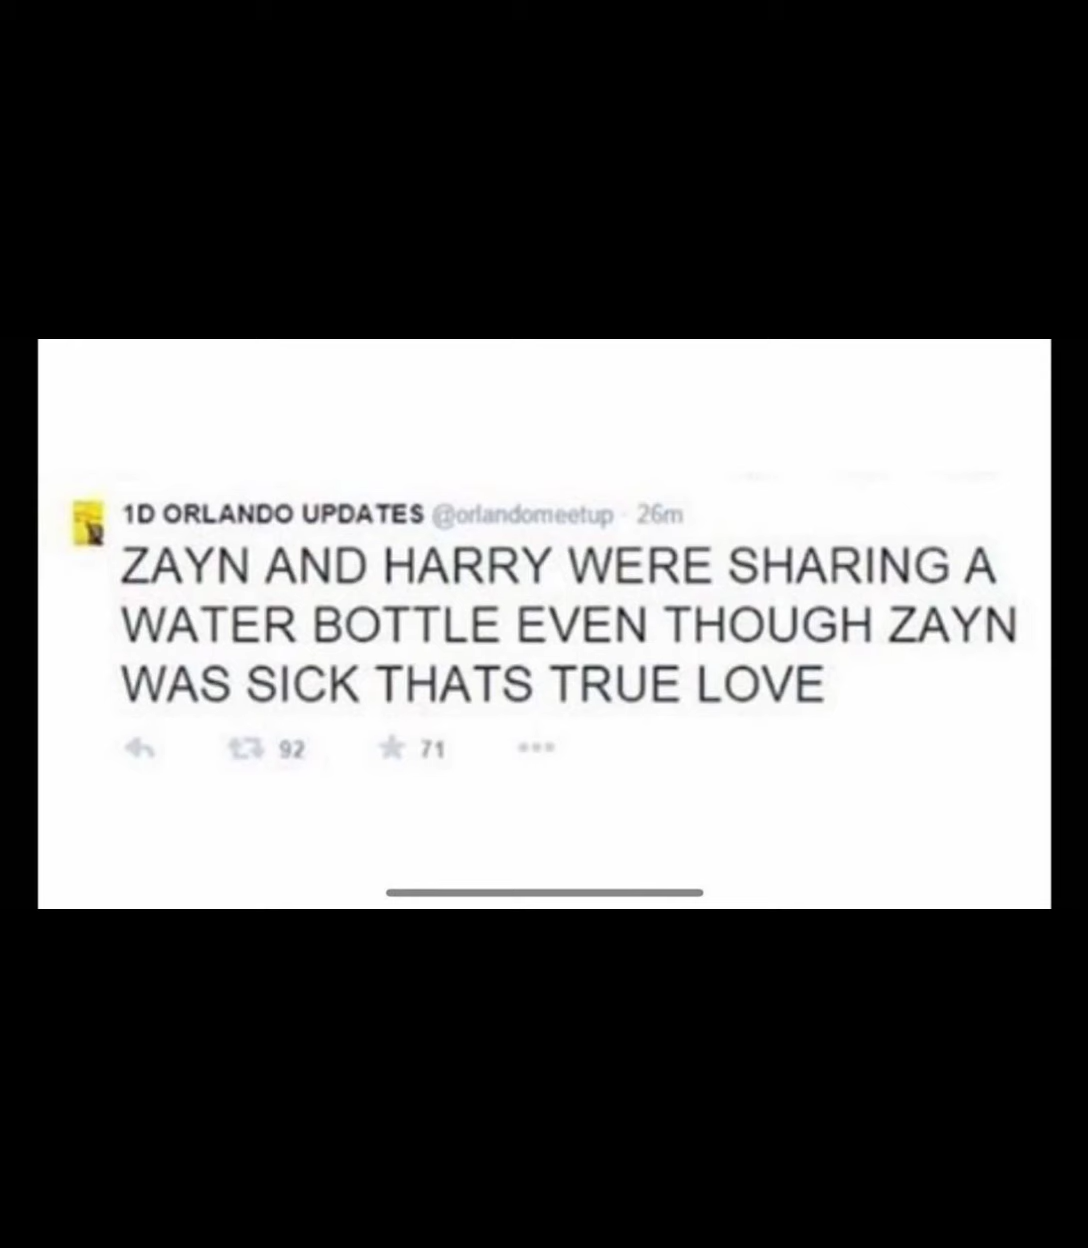 1D ORLANDO UPDATES @orlandomeetup · 26m
ZAYN AND HARRY WERE SHARING A
WATER BOTTLE EVEN THOUGH ZAYN
WAS SICK THATS TRUE LOVE
92 71